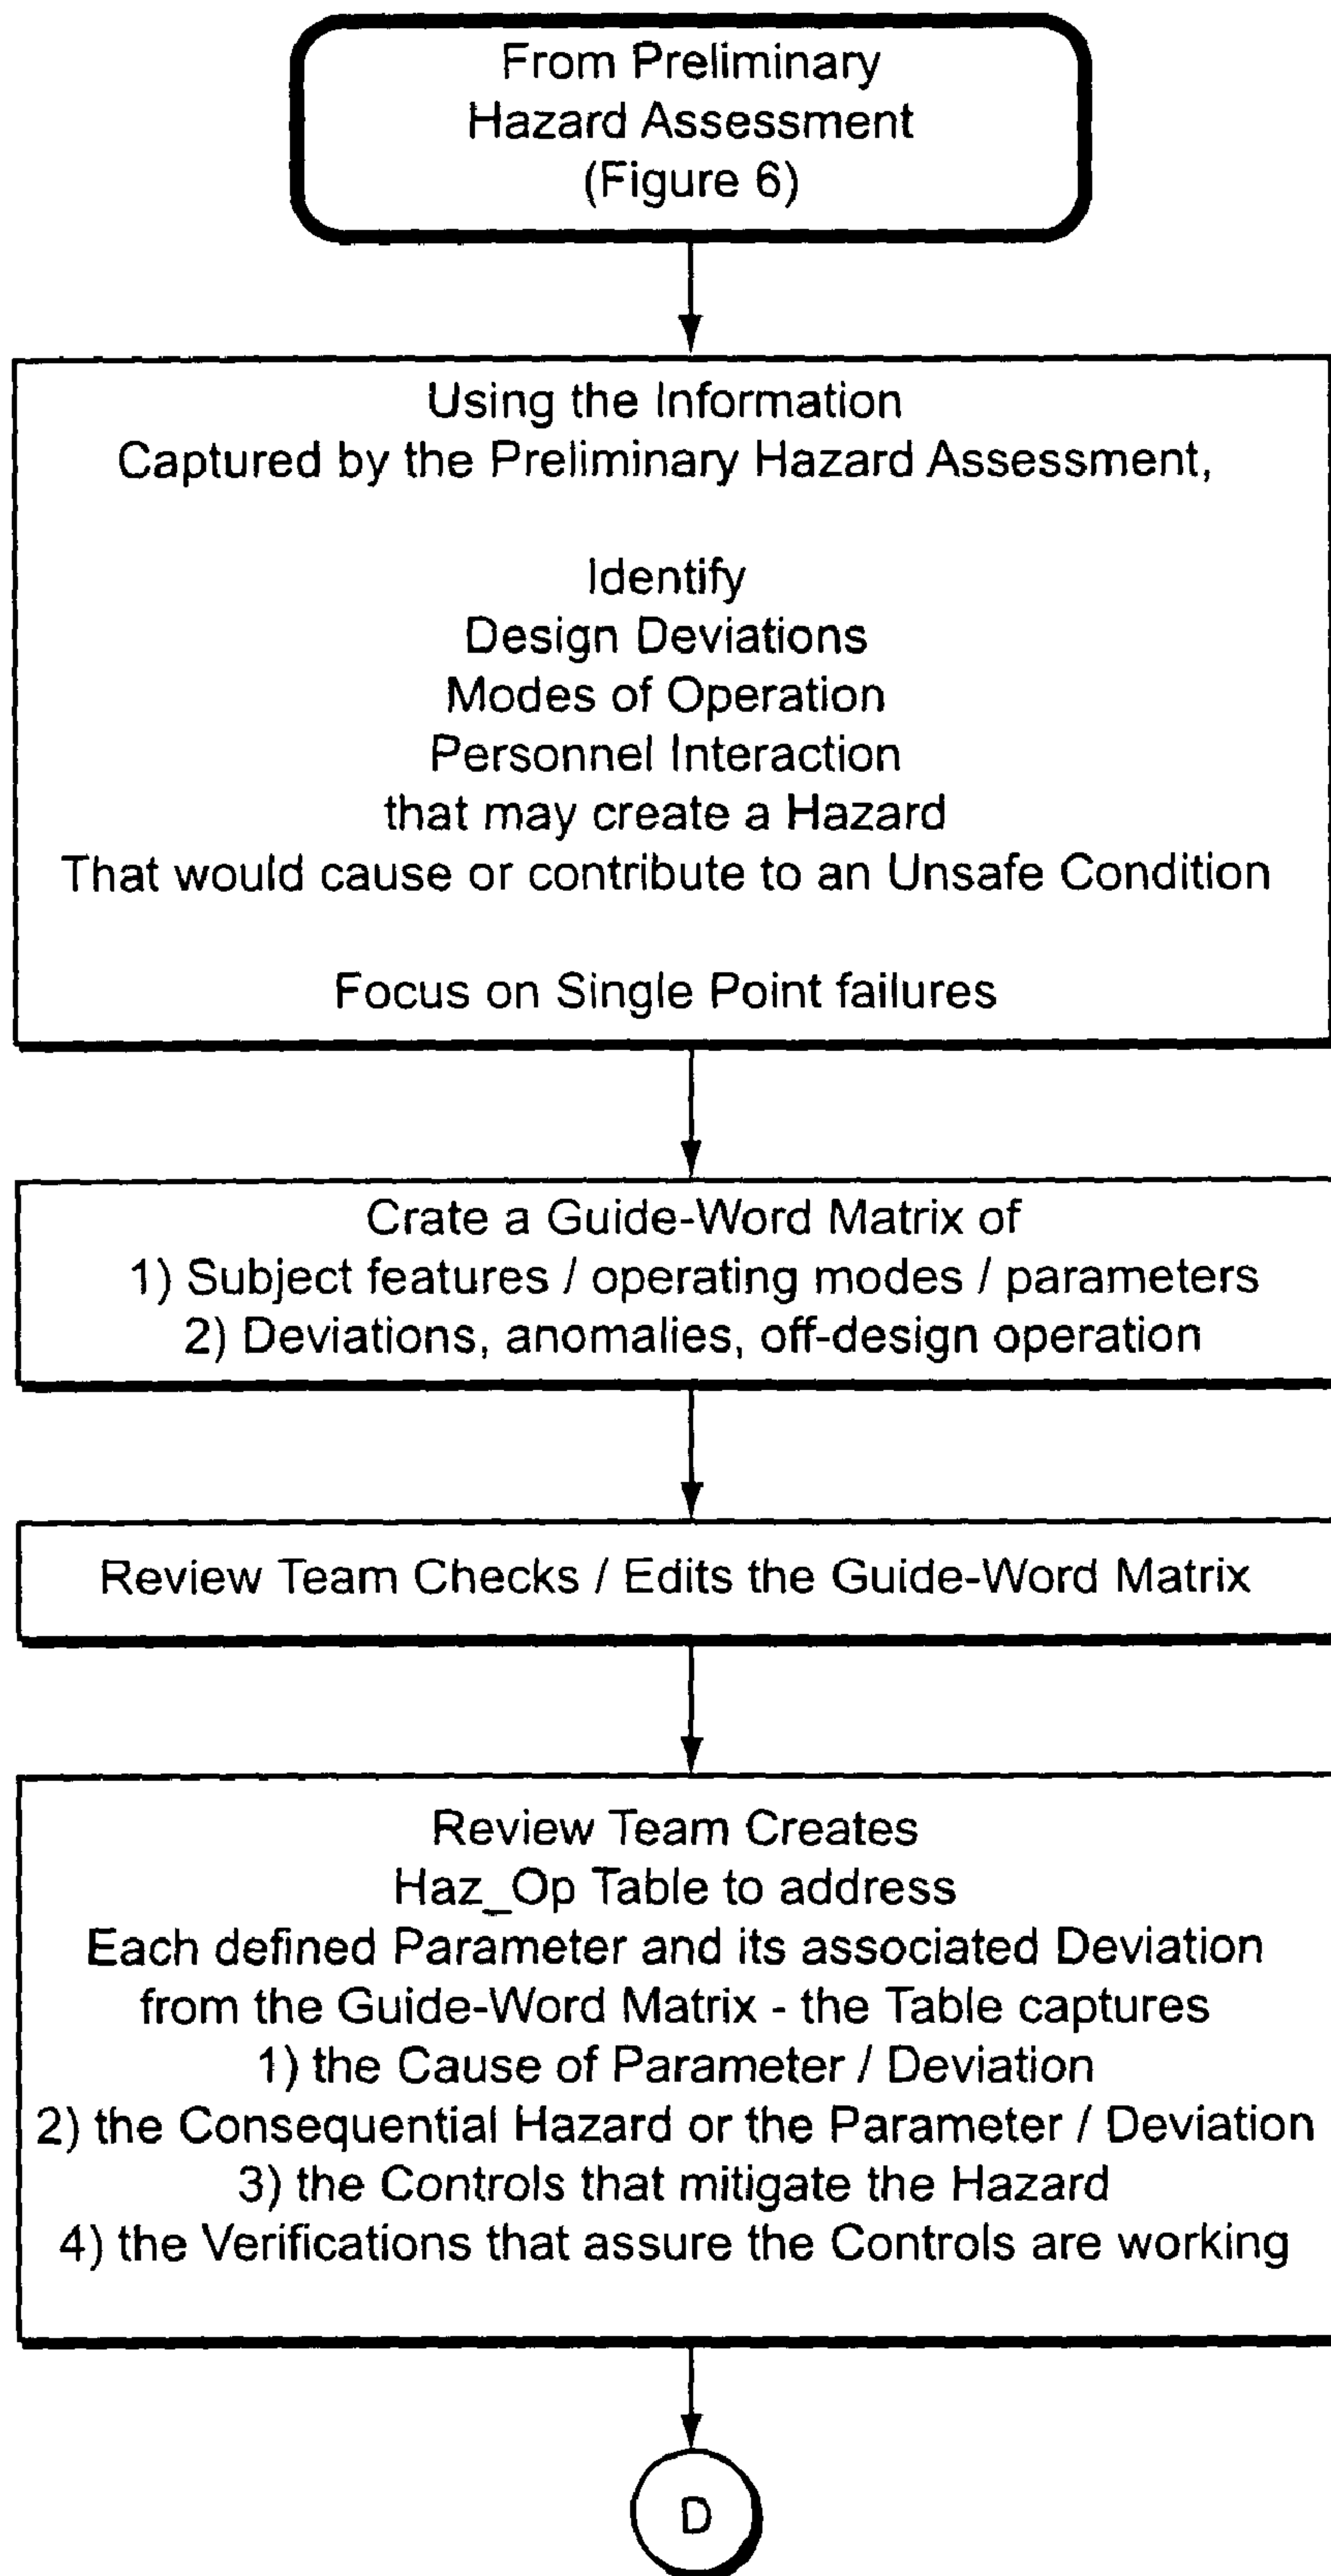 From Preliminary
Hazard Assessment
(Figure 6)
Using the Information
Captured by the Preliminary Hazard Assessment,
Identify
Design Deviations
Modes of Operation
Personnel Interaction
that may create a Hazard
That would cause or contribute to an Unsafe Condition
Focus on Single Point failures
Crate a Guide-Word Matrix of
1) Subject features / operating modes / parameters
2) Deviations, anomalies, off-design operation
Review Team Checks / Edits the Guide-Word Matrix
Review Team Creates
Haz_Op Table to address
Each defined Parameter and its associated Deviation
from the Guide-Word Matrix - the Table captures
1) the Cause of Parameter / Deviation
2) the Consequential Hazard or the Parameter / Deviation
3) the Controls that mitigate the Hazard
4) the Verifications that assure the Controls are working
D